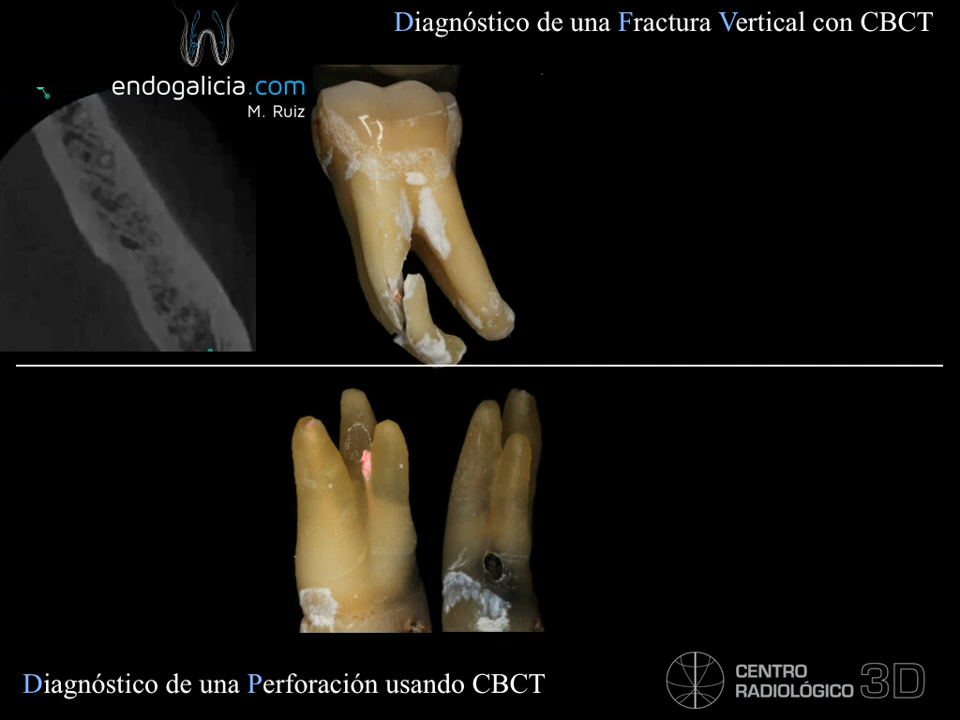 Diagnóstico de una Fractura Vertical con CBCT
endogalicia.com
M. Ruiz
Diagnóstico de una Perforación usando CBCT
CENTRO
RADIOLÓGICO 3D